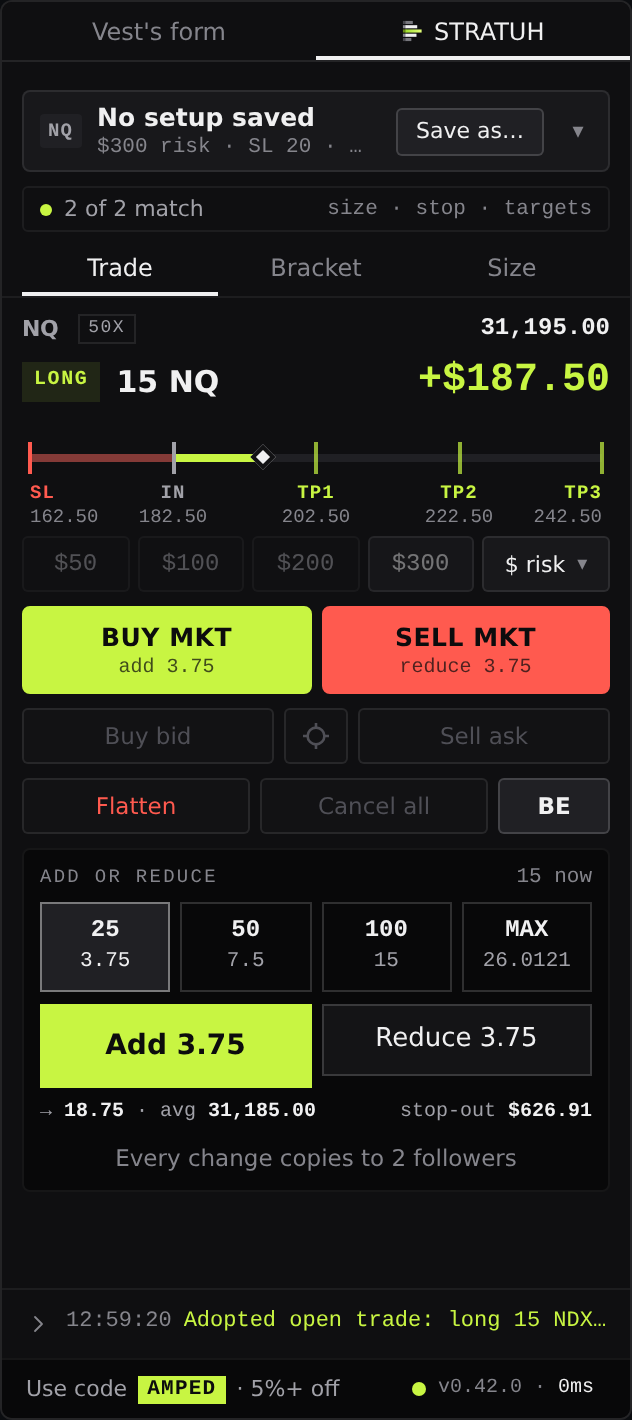 Vest's form
STRATUH
NQ
No setup saved
$300 risk · SL 20 · …
Save as…
2 of 2 match
size · stop · targets
Trade
Bracket
Size
NQ
50X
31,195.00
LONG
15 NQ
+$187.50
SL
IN
TP1
TP2
TP3
162.50
182.50
202.50
222.50
242.50
$50
$100
$200
$300
$ risk
BUY MKT
add 3.75
SELL MKT
reduce 3.75
Buy bid
Sell ask
Flatten
Cancel all
BE
ADD OR REDUCE
15 now
25
3.75
50
7.5
100
15
MAX
26.0121
Add 3.75
Reduce 3.75
→ 18.75 · avg 31,185.00
stop-out $626.91
Every change copies to 2 followers
12:59:20 Adopted open trade: long 15 NDX…
Use code AMPED · 5%+ off
v0.42.0 · 0ms